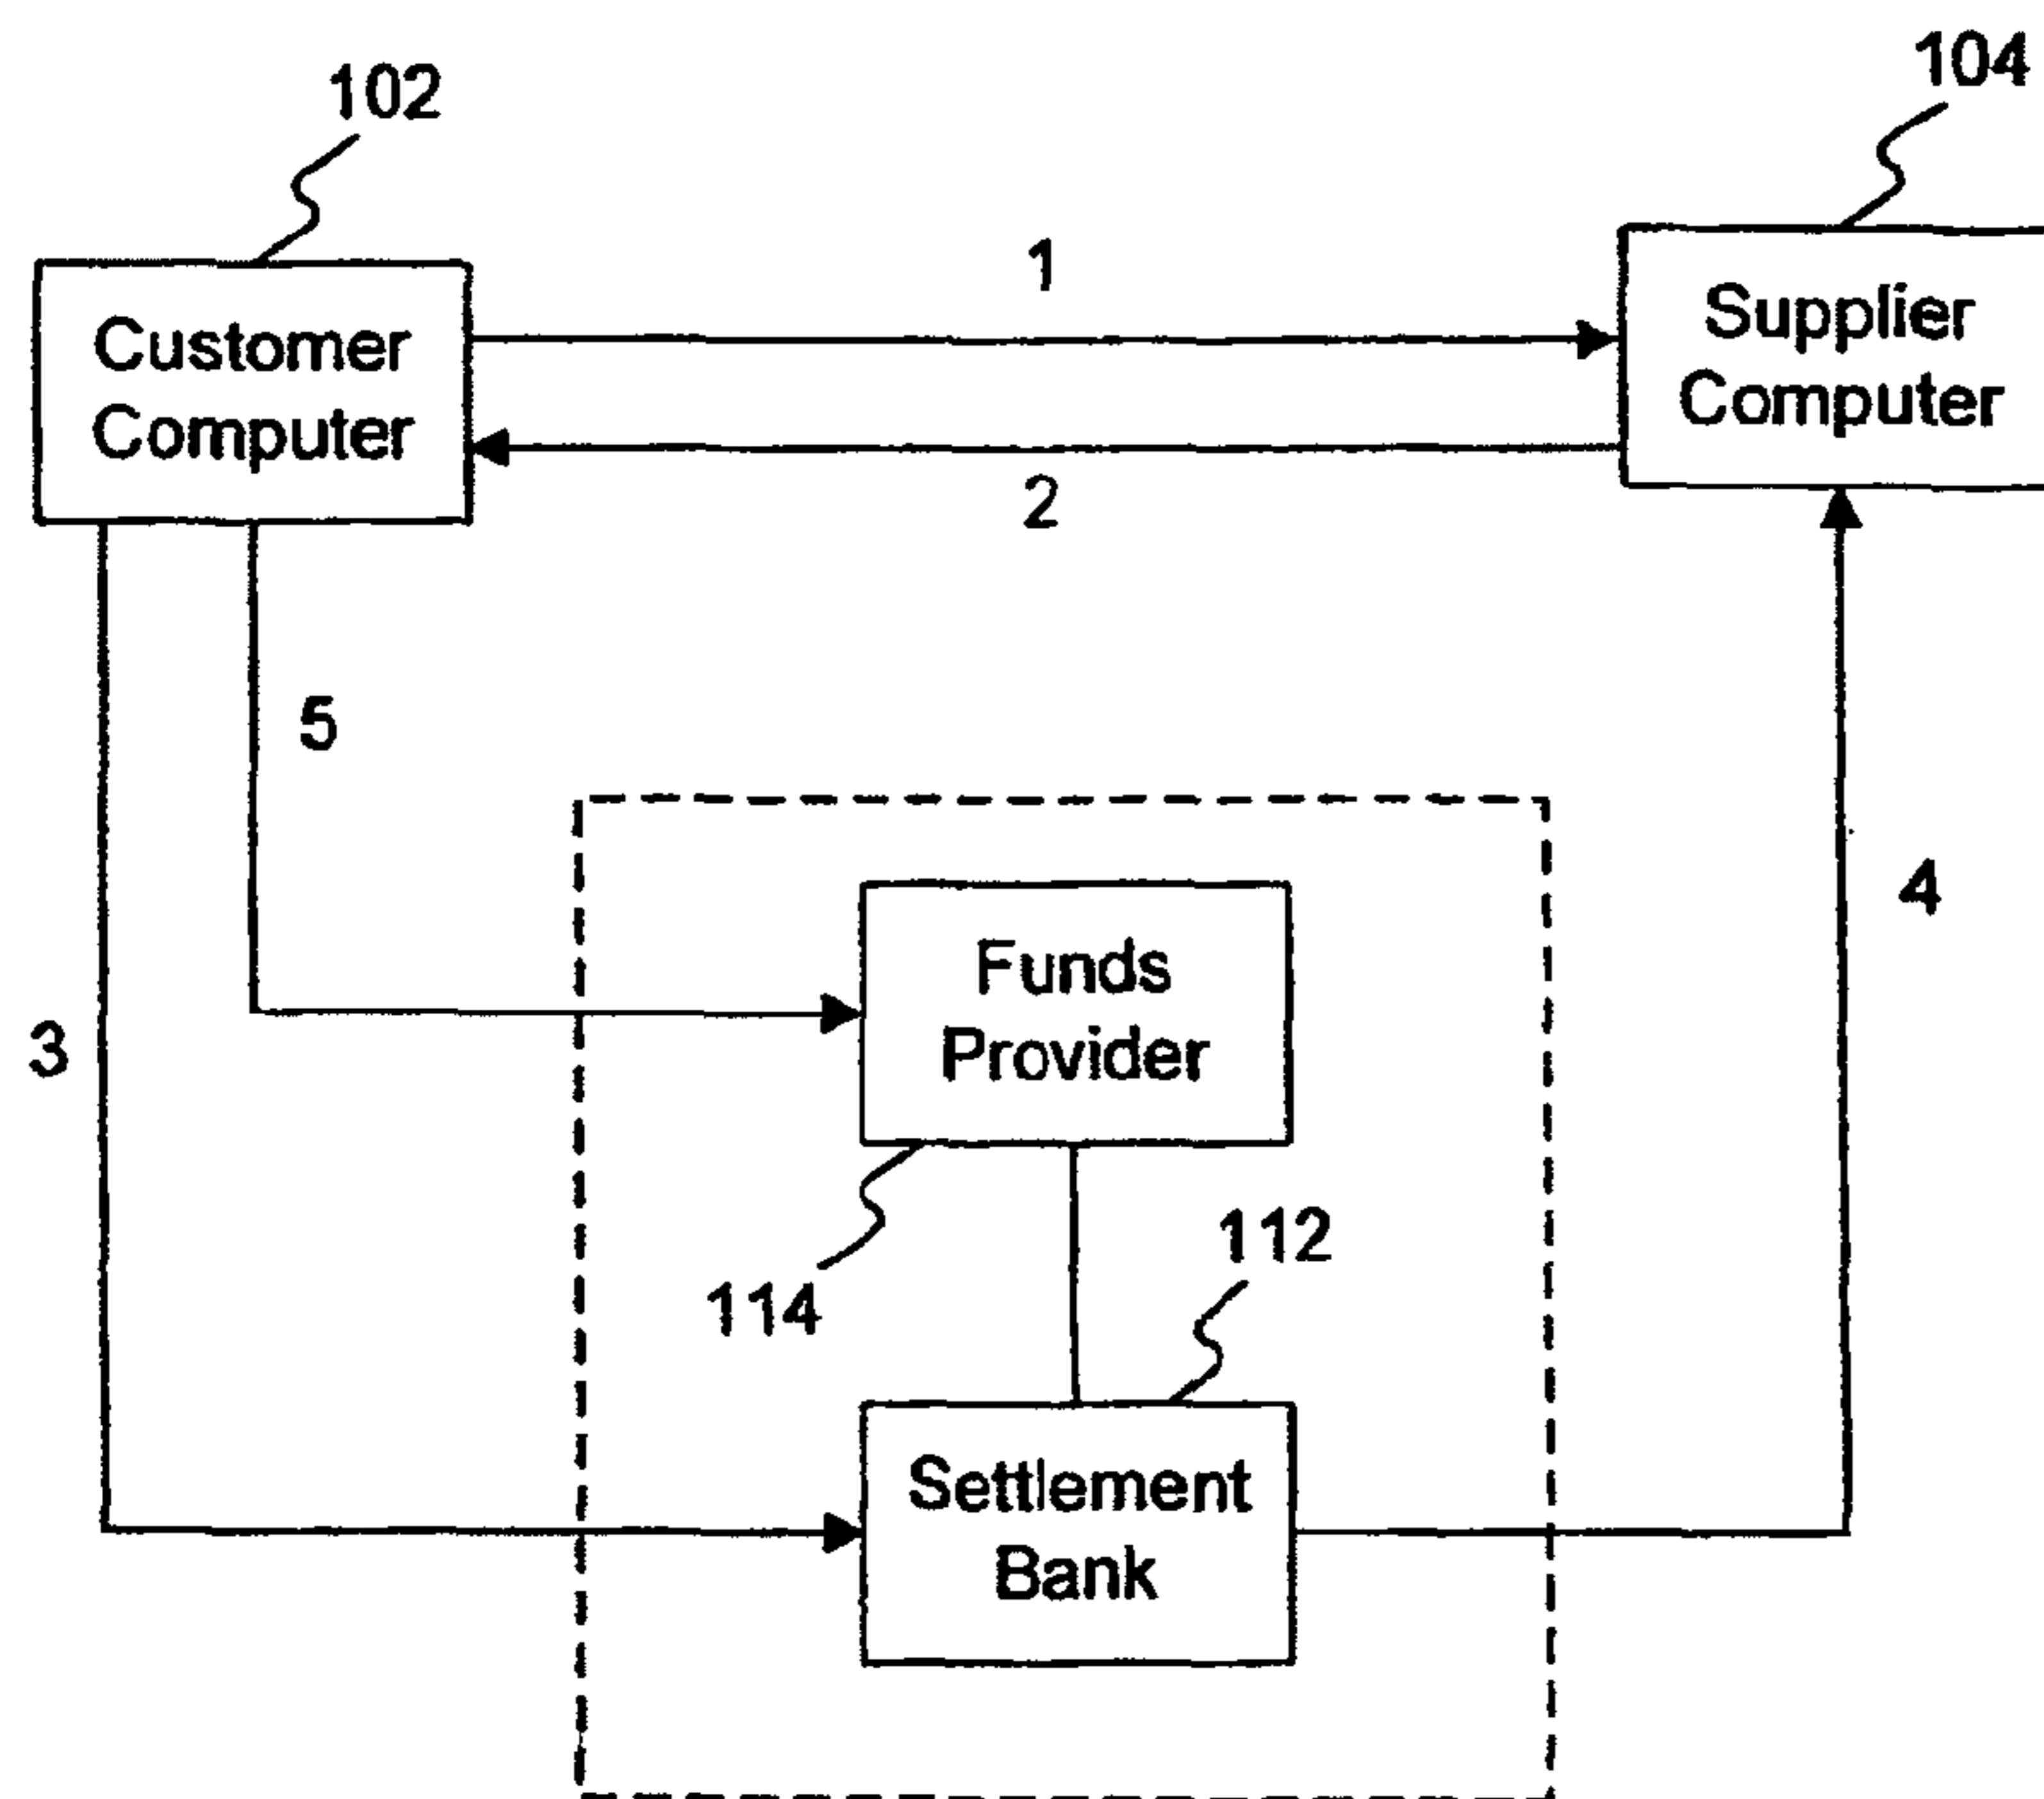 104
102
1
Supplier
Computer
Customer
Computer
2
5
4
Funds
Provider
3
112
114
Settlement
Bank